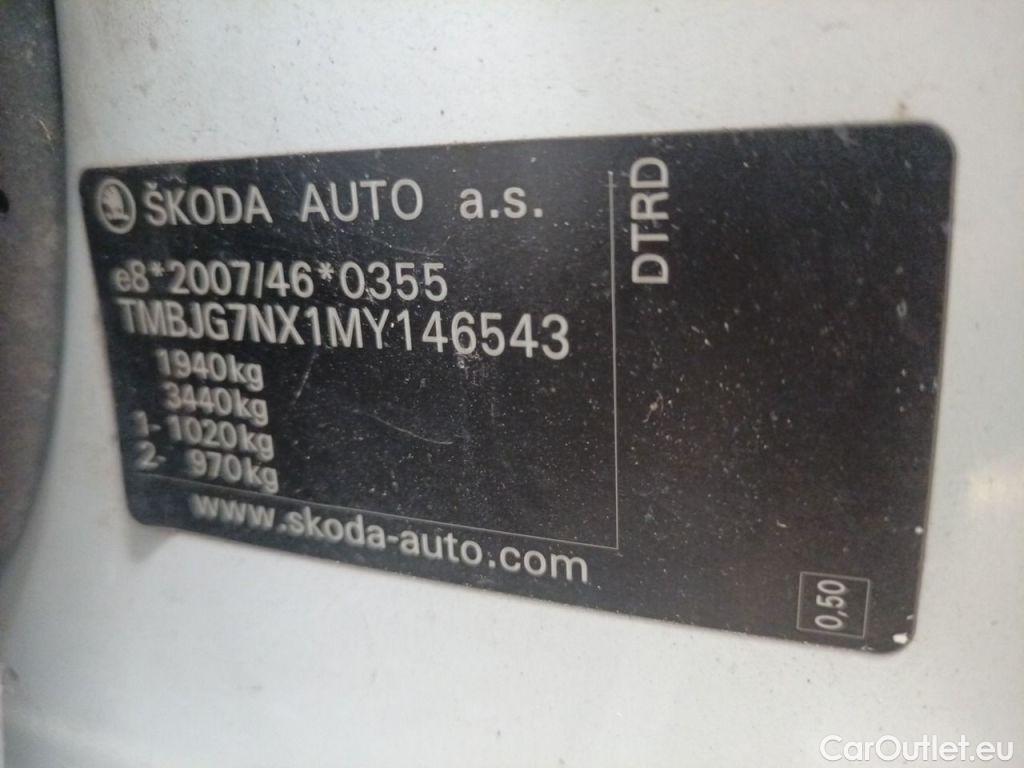 ŠKODA AUTO a.s.
e8*2007/46*0355
TMBJG7NX1MY146543
1940kg
3440kg
1- 1020kg
2- 970kg
www.skoda-auto.com
DTRD
0,50
CarOutlet.eu